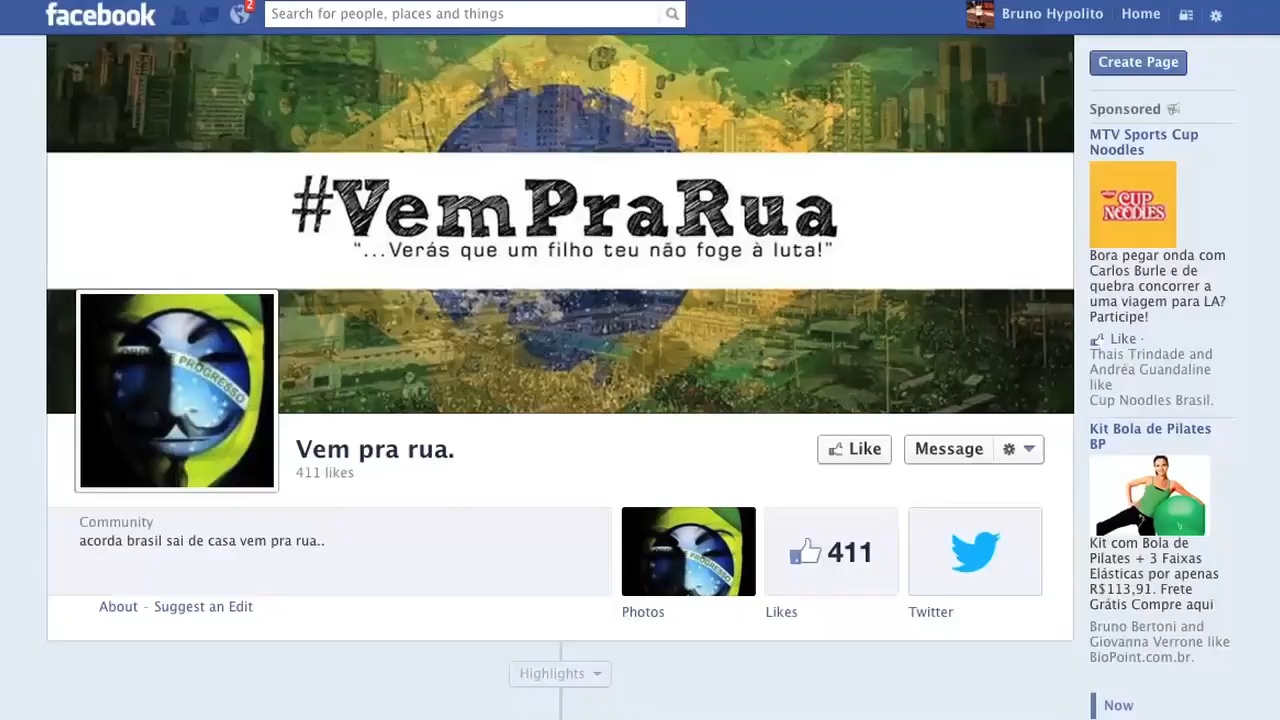 facebook
2
Search for people, places and things
Bruno Hypolito
Home
Create Page
#VemPraRua
“...Verás que um filho teu não foge à luta!”
ORDEM E PROGRESSO
Vem pra rua.
411 likes
Like
Message
Community
acorda brasil sai de casa vem pra rua..
About - Suggest an Edit
411
Photos
Likes
Twitter
Highlights
Sponsored
MTV Sports Cup
Noodles
CUP
NOODLES
Bora pegar onda com
Carlos Burle e de
quebra concorrer a
uma viagem para LA?
Participe!
Like ·
Thais Trindade and
Andréa Guandaline
like
Cup Noodles Brasil.
Kit Bola de Pilates
BP
Kit com Bola de
Pilates + 3 Faixas
Elásticas por apenas
R$113,91. Frete
Grátis Compre aqui
Bruno Bertoni and
Giovanna Verrone like
BioPoint.com.br.
Now